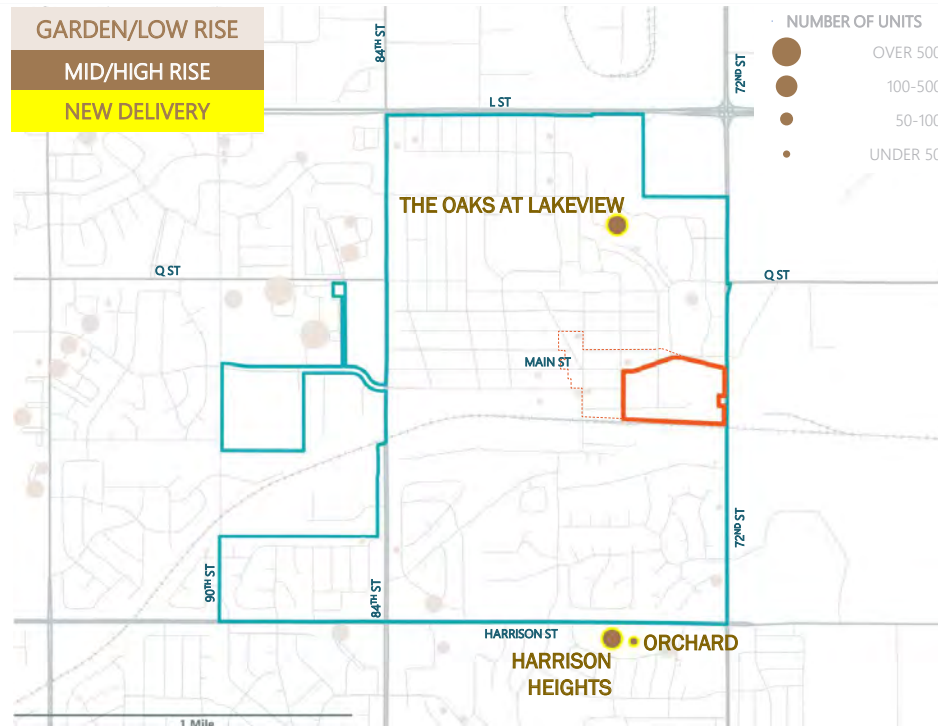 GARDEN/LOW RISE
MID/HIGH RISE
NEW DELIVERY
84TH ST
72ND ST
NUMBER OF UNITS
OVER 500
100-500
50-100
UNDER 50
L ST
THE OAKS AT LAKEVIEW
Q ST
Q ST
MAIN ST
90TH ST
84TH ST
72ND ST
HARRISON ST
ORCHARD
HARRISON
HEIGHTS
1 Mile